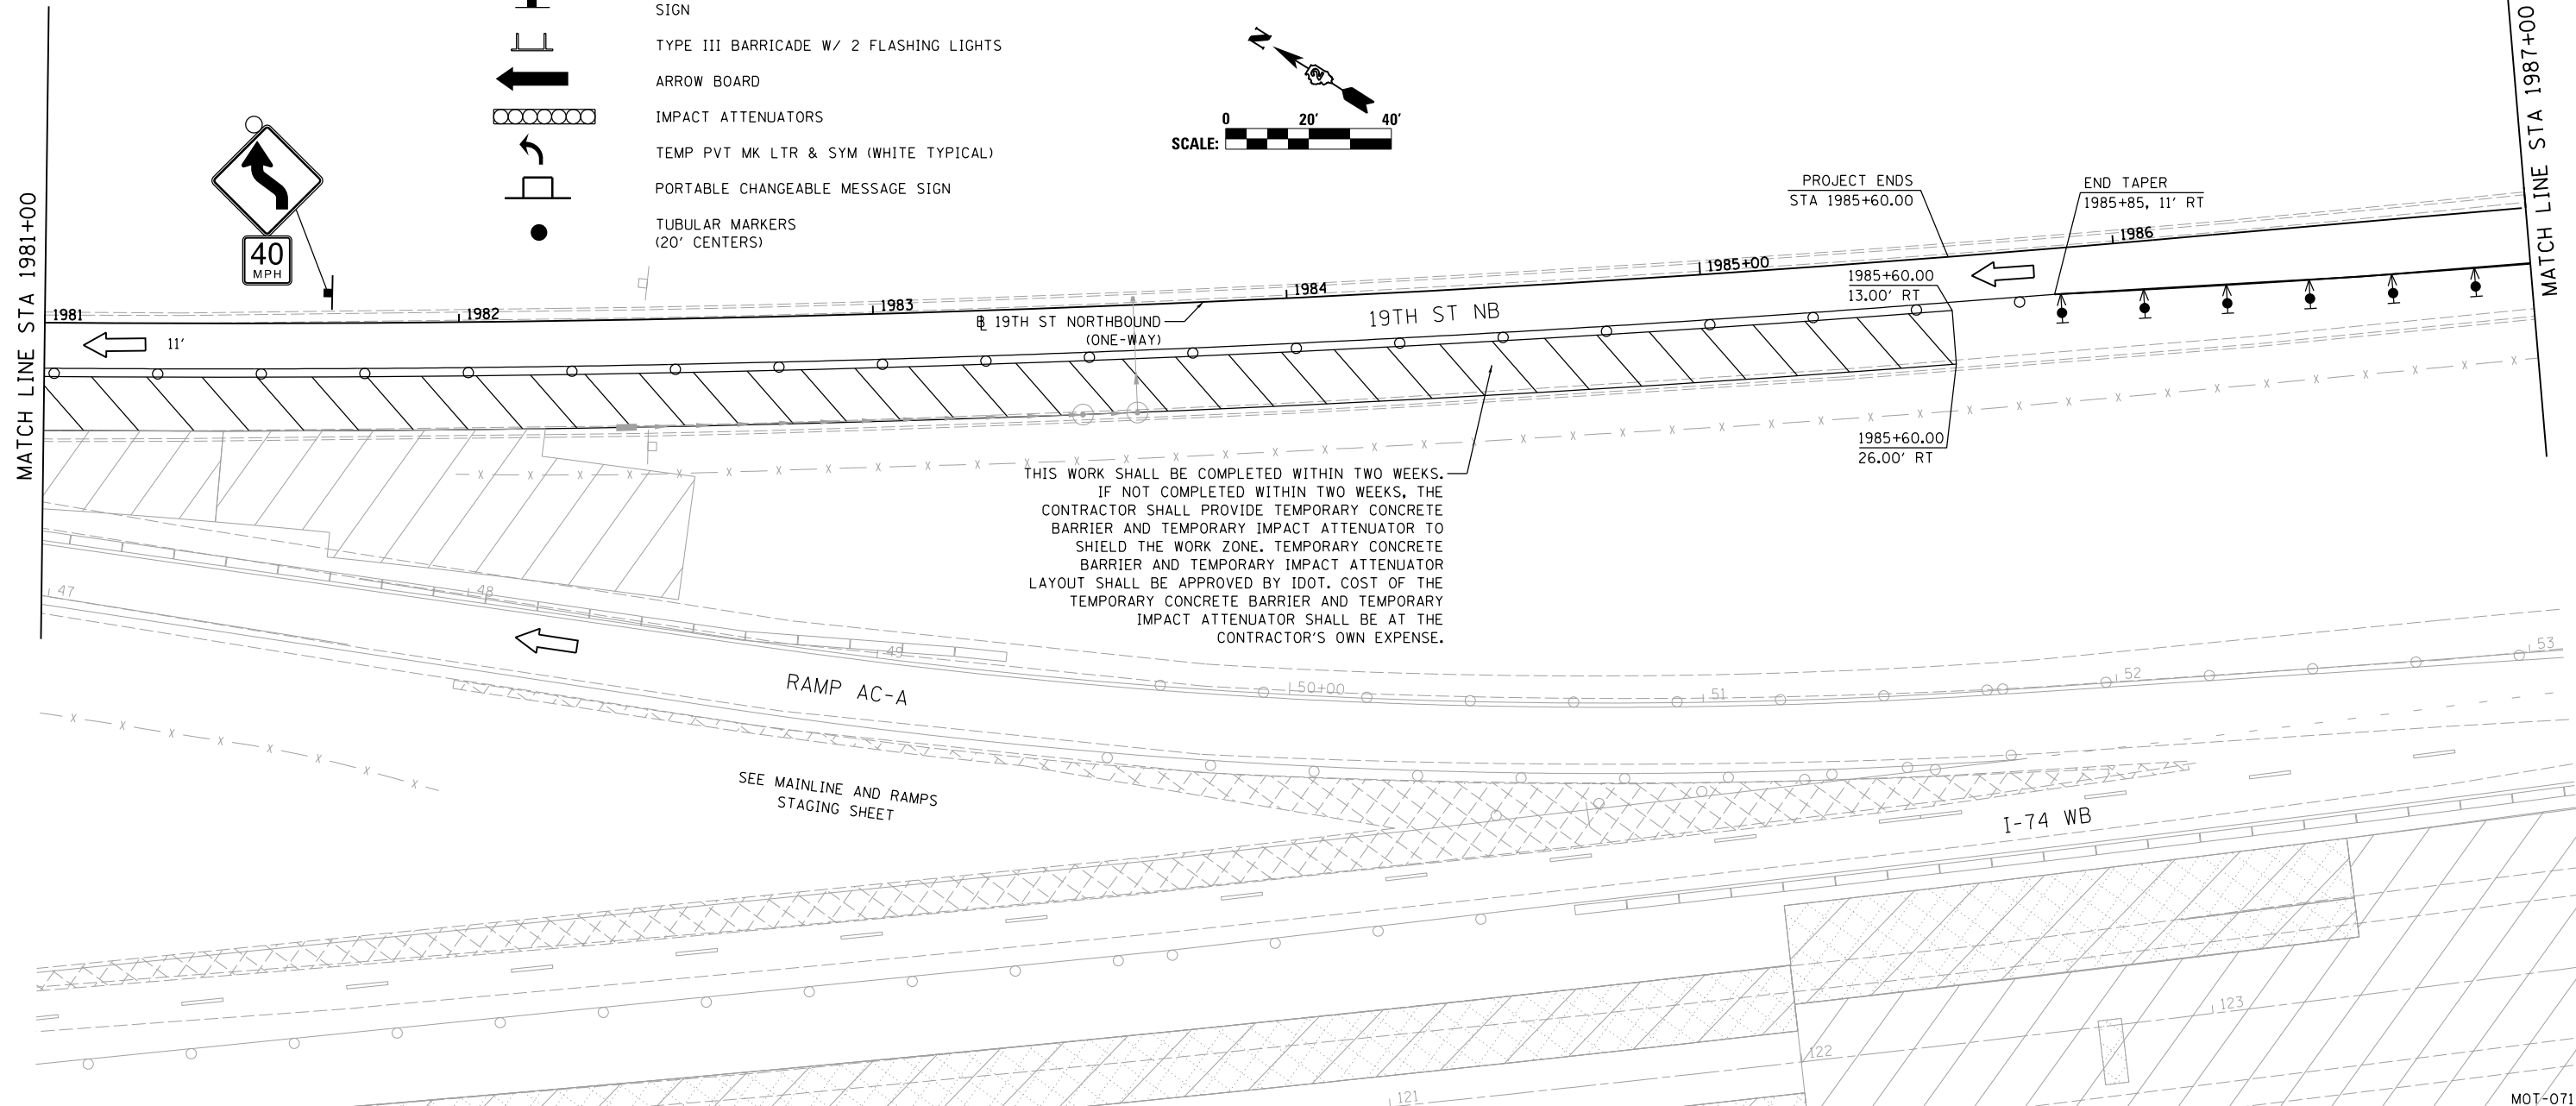 SIGN
TYPE III BARRICADE W/ 2 FLASHING LIGHTS
ARROW BOARD
IMPACT ATTENUATORS
TEMP PVT MK LTR & SYM (WHITE TYPICAL)
PORTABLE CHANGEABLE MESSAGE SIGN
TUBULAR MARKERS
(20' CENTERS)
N
2
0 20' 40'
SCALE:
MATCH LINE STA 1981+00
MATCH LINE STA 1987+00
40
MPH
PROJECT ENDS
STA 1985+60.00
END TAPER
1985+85, 11' RT
1981
1982
1983
1984
1985+00
1986
11'
℄ 19TH ST NORTHBOUND
(ONE-WAY)
19TH ST NB
1985+60.00
13.00' RT
1985+60.00
26.00' RT
THIS WORK SHALL BE COMPLETED WITHIN TWO WEEKS.
IF NOT COMPLETED WITHIN TWO WEEKS, THE
CONTRACTOR SHALL PROVIDE TEMPORARY CONCRETE
BARRIER AND TEMPORARY IMPACT ATTENUATOR TO
SHIELD THE WORK ZONE. TEMPORARY CONCRETE
BARRIER AND TEMPORARY IMPACT ATTENUATOR
LAYOUT SHALL BE APPROVED BY IDOT. COST OF THE
TEMPORARY CONCRETE BARRIER AND TEMPORARY
IMPACT ATTENUATOR SHALL BE AT THE
CONTRACTOR'S OWN EXPENSE.
47
48
49
50+00
51
52
53
RAMP AC-A
SEE MAINLINE AND RAMPS
STAGING SHEET
I-74 WB
121
122
123
MOT-071